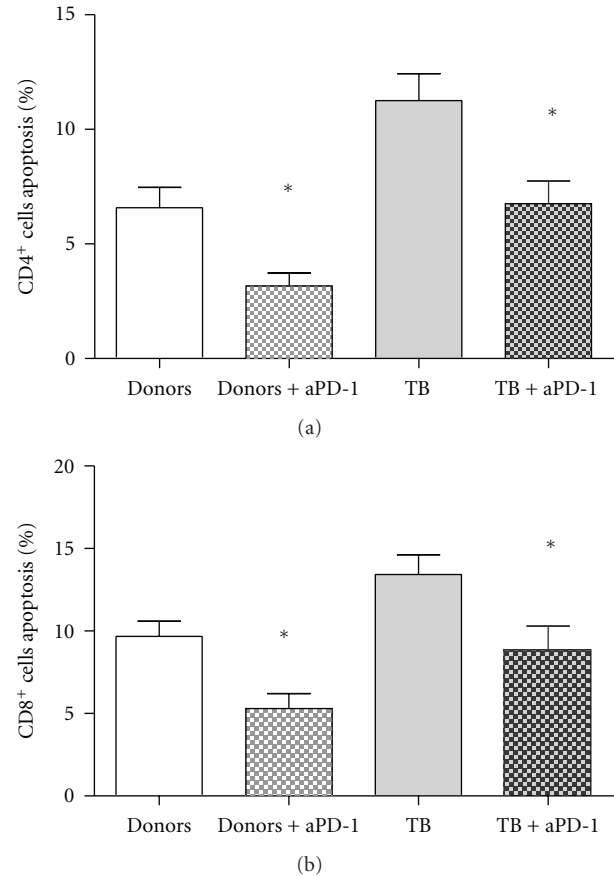 15
10
5
0
CD4⁺ cells apoptosis (%)
*
*
Donors Donors + aPD-1 TB TB + aPD-1
(a)
20
15
10
5
0
CD8⁺ cells apoptosis (%)
*
*
Donors Donors + aPD-1 TB TB + aPD-1
(b)